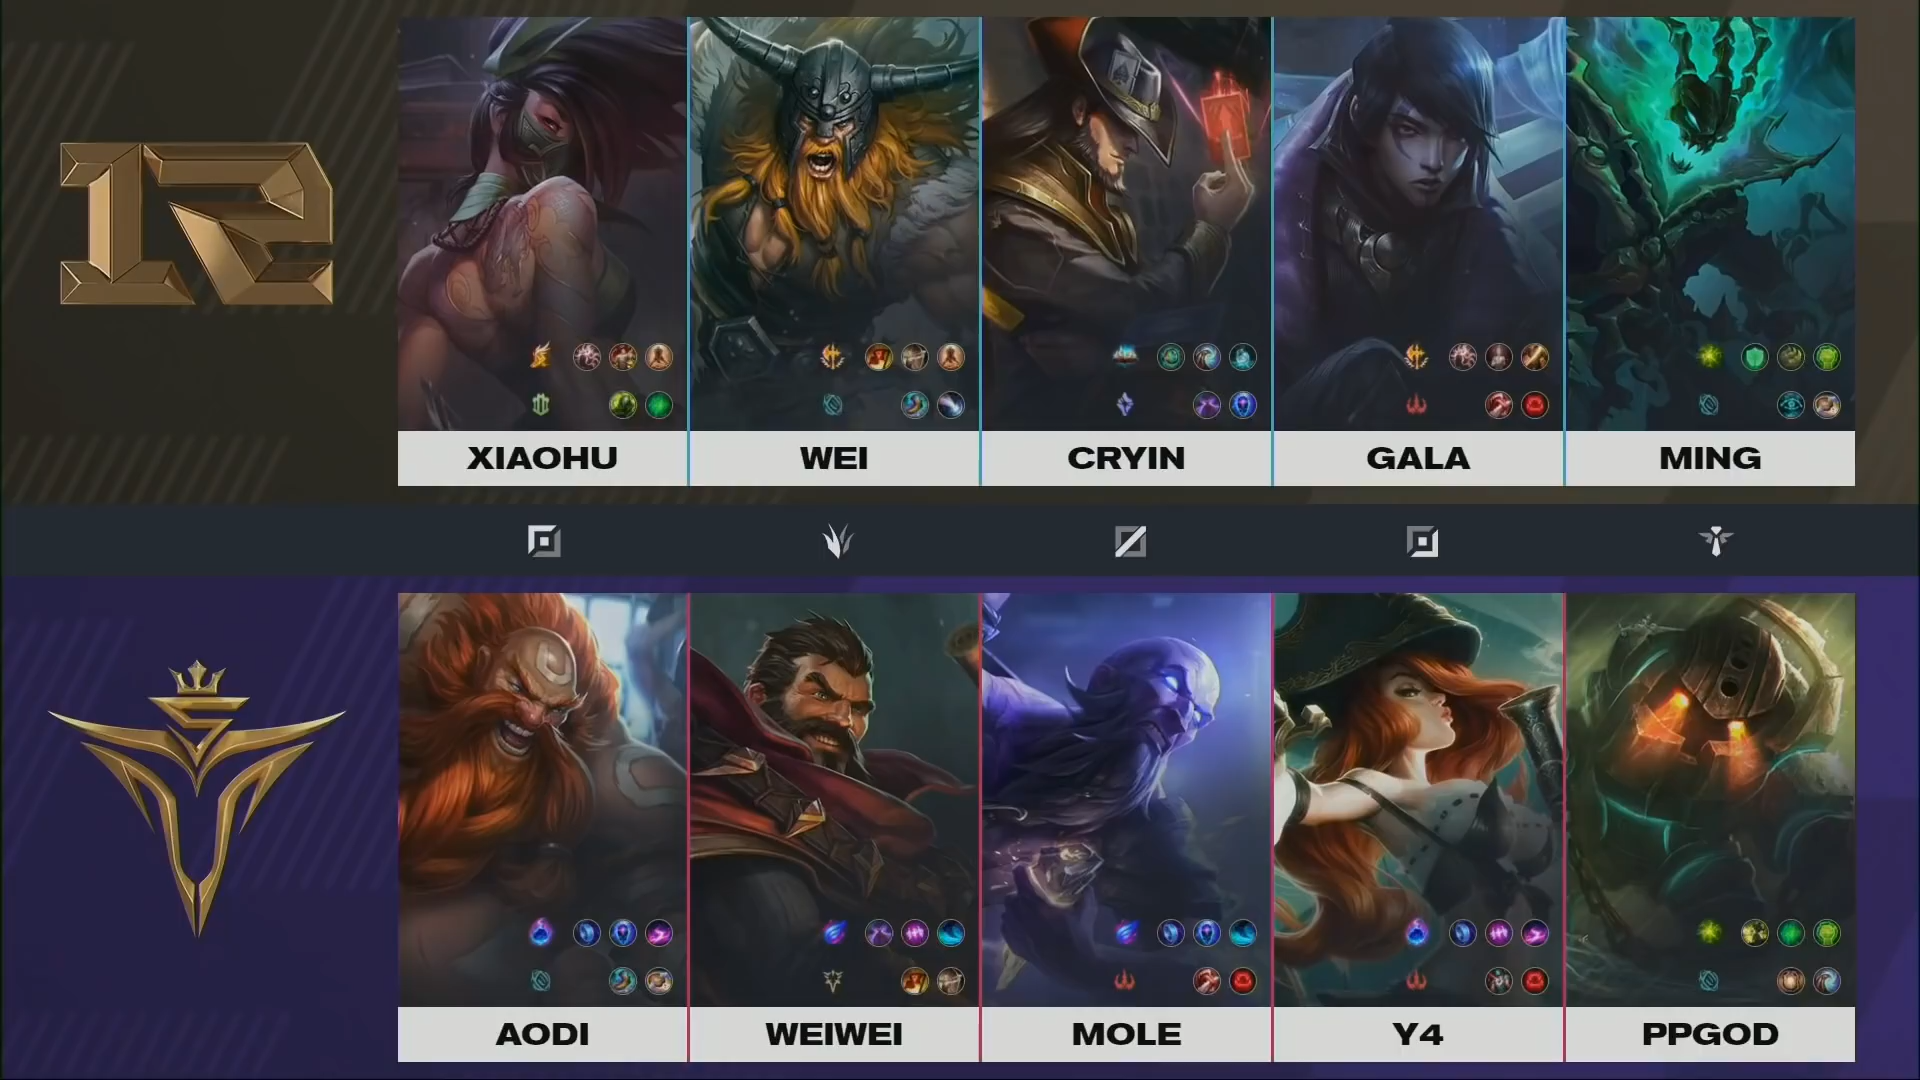 XIAOHU
WEI
CRYIN
GALA
MING
AODI
WEIWEI
MOLE
Y4
PPGOD